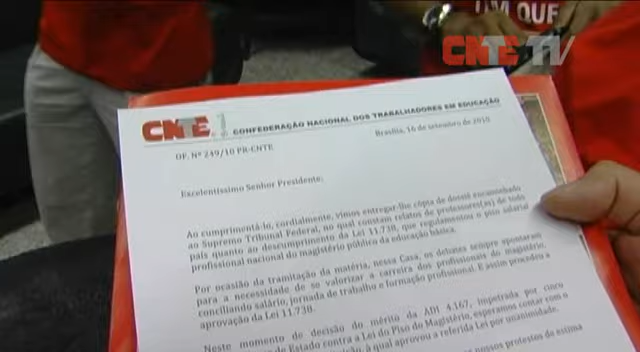 UM QUE
CNTE TV
CNTE CONFEDERAÇÃO NACIONAL DOS TRABALHADORES EM EDUCAÇÃO
Brasília, 16 de setembro de 2010
OF. Nº 249/10 PR-CNTE
Excelentíssimo Senhor Presidente,
Ao cumprimentá-lo, cordialmente, vimos entregar-lhe cópia de dossiê encaminhado
ao Supremo Tribunal Federal, no qual constam relatos de professores(as) de todo
país quanto ao descumprimento da Lei 11.738, que regulamentou o piso salarial
profissional nacional do magistério público da educação básica.
Por ocasião da tramitação da matéria, nessa Casa, os debates sempre apontaram
para a necessidade de se valorizar a carreira dos profissionais do magistério,
conciliando salário, jornada de trabalho e formação profissional. E assim procedeu a
aprovação da Lei 11.738.
Neste momento de decisão do mérito da ADI 4.167, impetrada por cinco
de Estado contra a Lei do Piso do Magistério, esperamos contar com o
à qual aprovou a referida Lei por unanimidade.
nossos protestos de estima